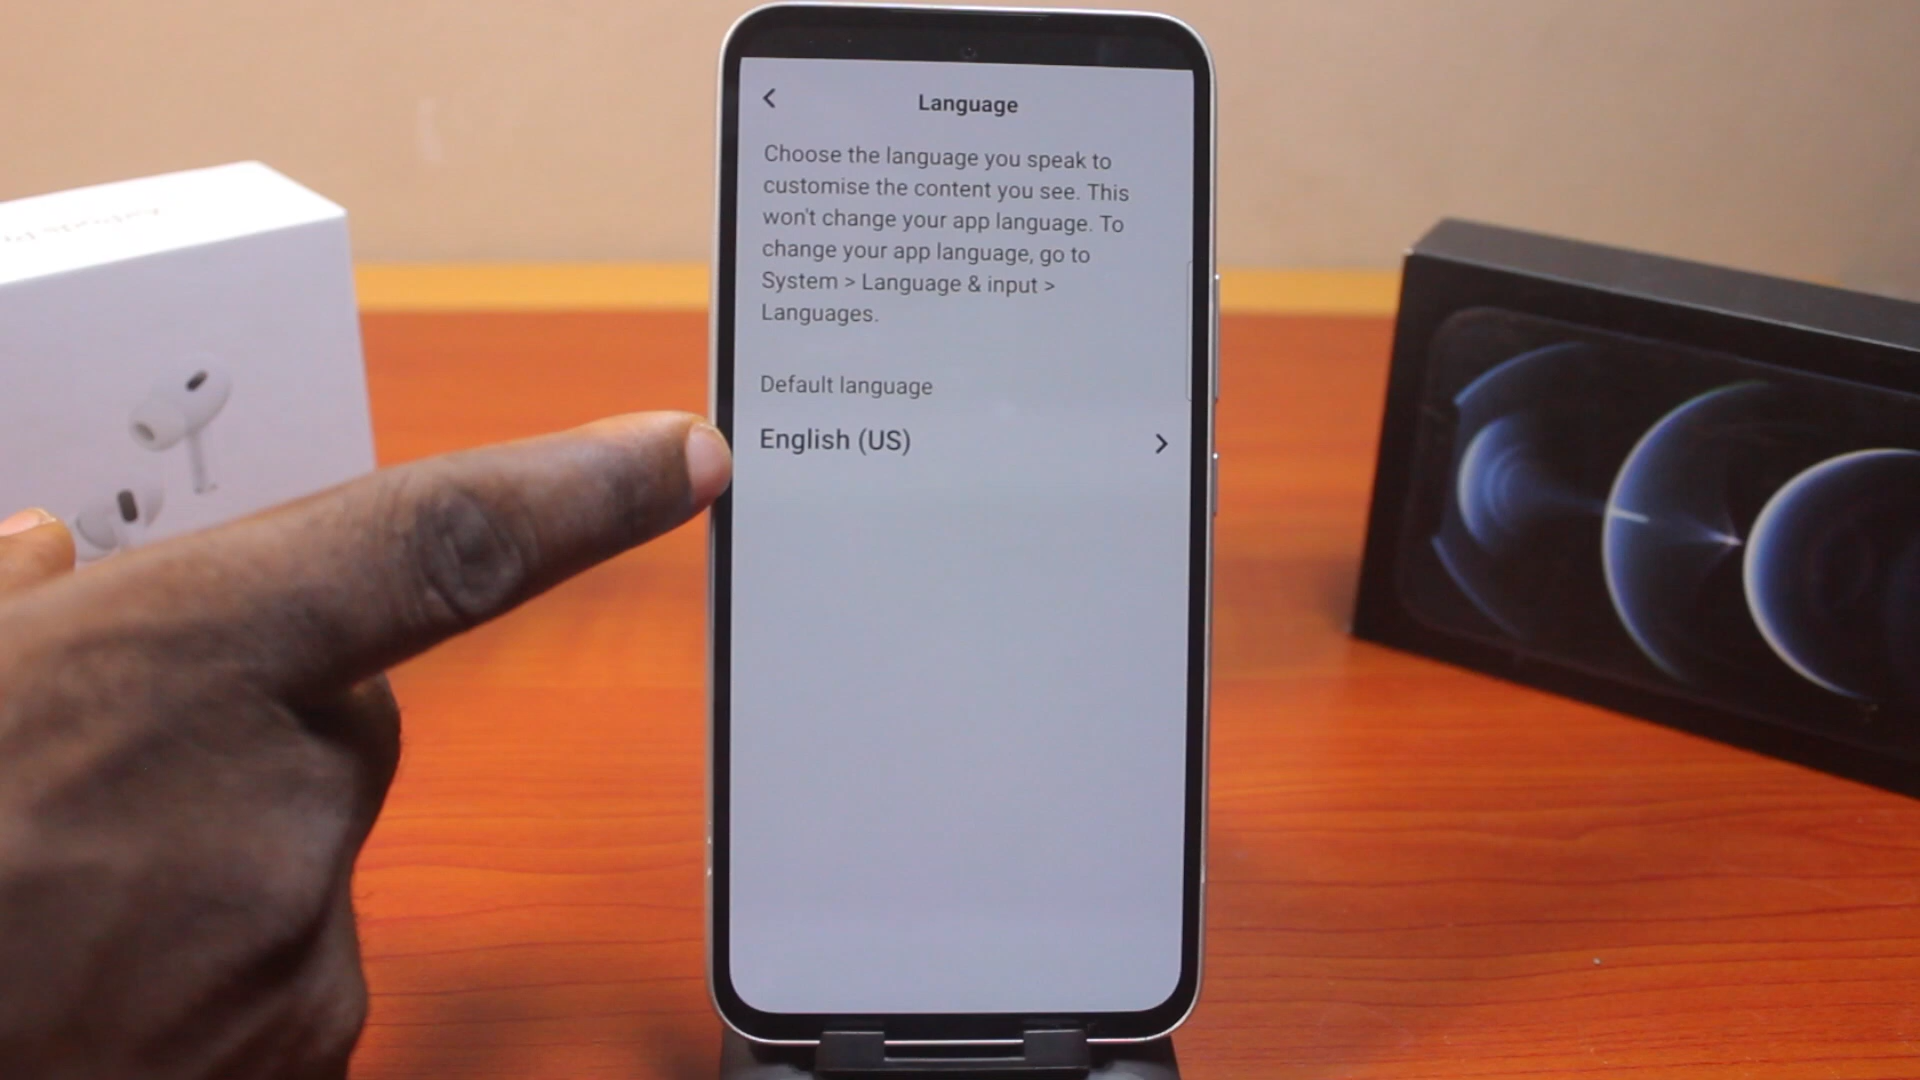 Language
Choose the language you speak to
customise the content you see. This
won't change your app language. To
change your app language, go to
System > Language & input >
Languages.
Default language
English (US)